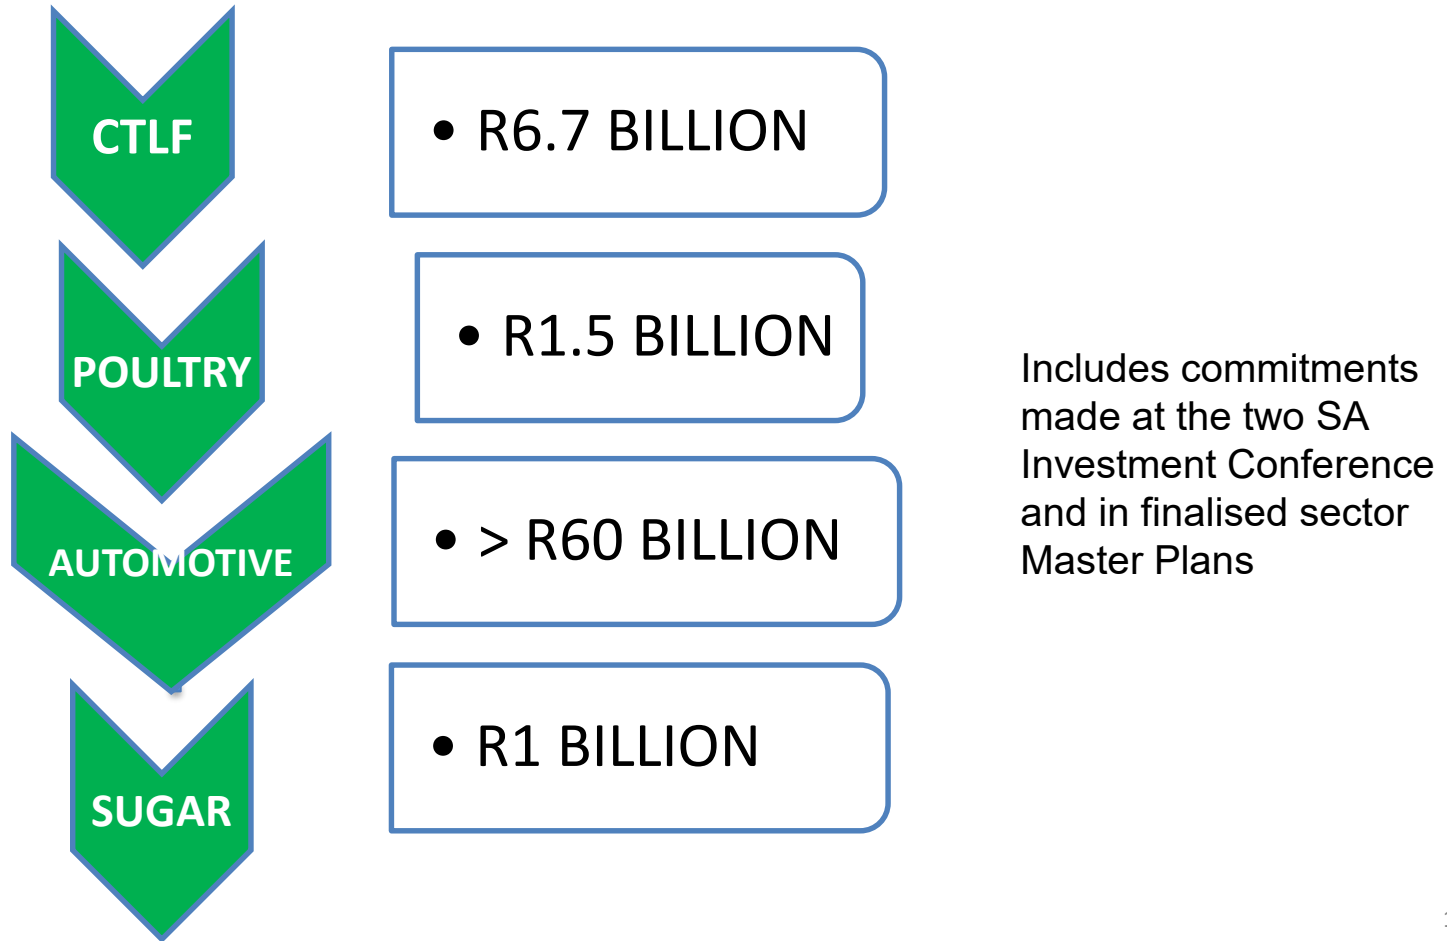 CTLF
• R6.7 BILLION
POULTRY
• R1.5 BILLION
AUTOMOTIVE
• > R60 BILLION
SUGAR
• R1 BILLION
Includes commitments
made at the two SA
Investment Conference
and in finalised sector
Master Plans